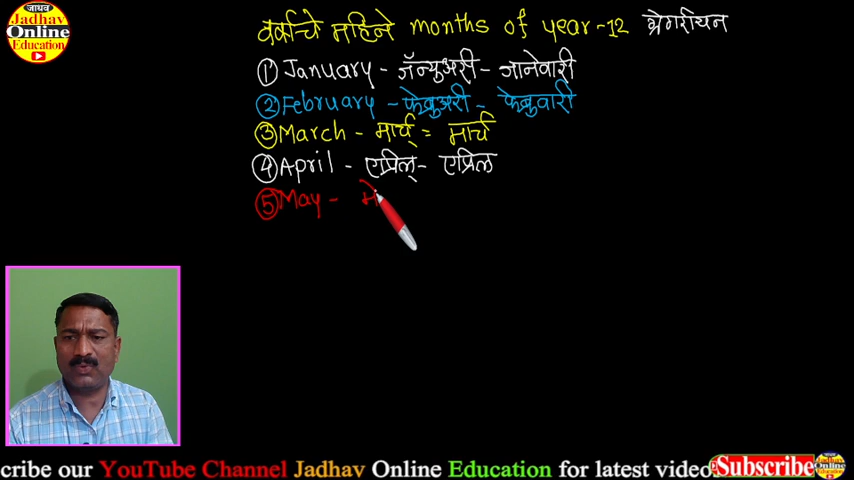 जाधव
Jadhav
Online
Education
वर्षाचे महिने months of year-12 ग्रेगरीयन
① January - जॅन्युअरी - जानेवारी
② February - फेब्रुअरी - फेब्रुवारी
③ March - मार्च् = मार्च
④ April - एप्रिल् - एप्रिल
⑤ May - मे
cribe our YouTube Channel Jadhav Online Education for latest video
Subscribe